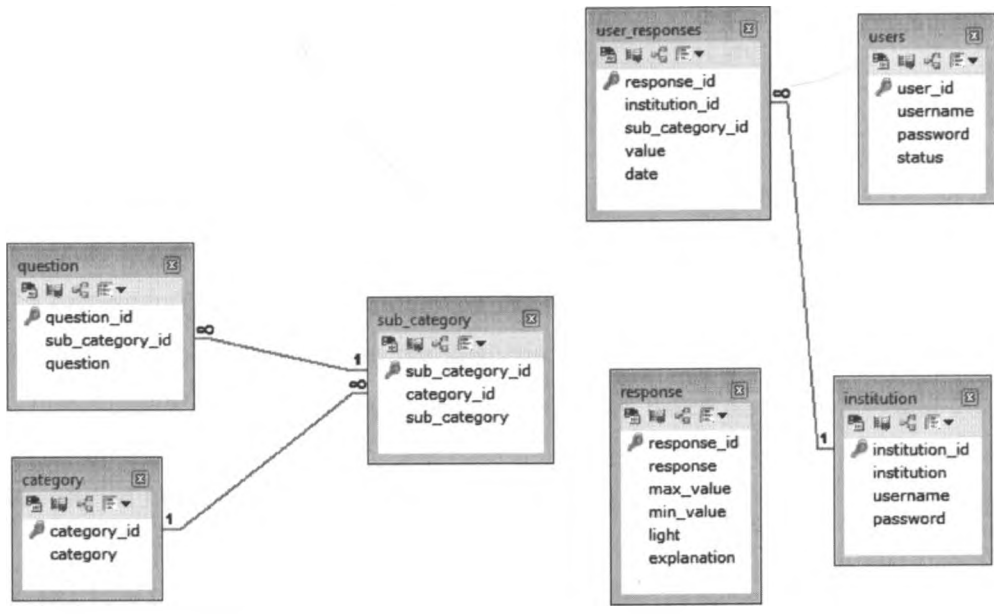 user_responses
response_id
institution_id
sub_category_id
value
date
users
user_id
username
password
status
question
question_id
sub_category_id
question
sub_category
sub_category_id
category_id
sub_category
category
category_id
category
response
response_id
response
max_value
min_value
light
explanation
institution
institution_id
institution
username
password
∞
1
∞
1
∞
1